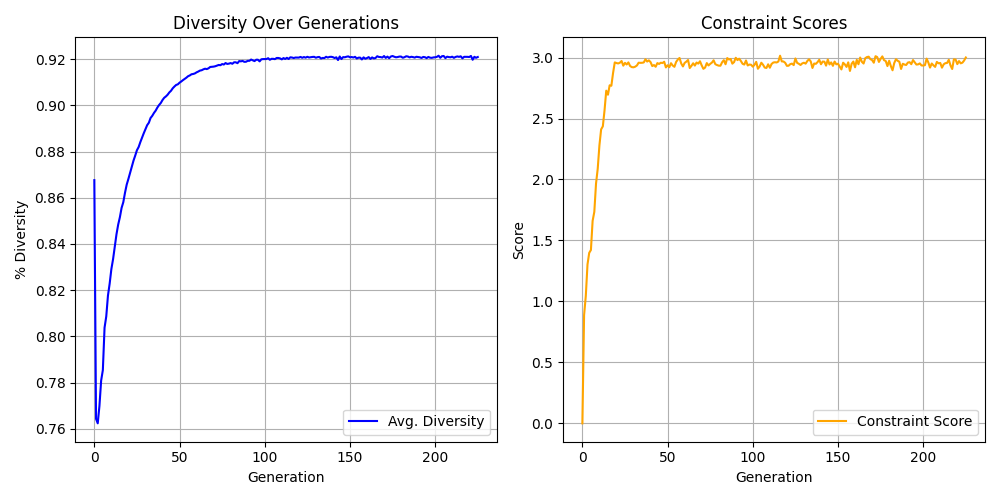 Diversity Over Generations
% Diversity
0.92
0.90
0.88
0.86
0.84
0.82
0.80
0.78
0.76
0 50 100 150 200
Generation
Avg. Diversity
Constraint Scores
Score
3.0
2.5
2.0
1.5
1.0
0.5
0.0
0 50 100 150 200
Generation
Constraint Score